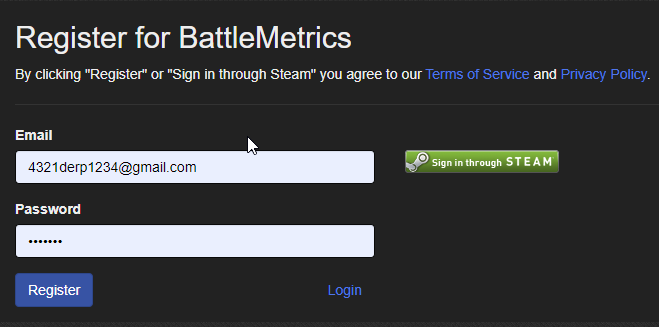 Register for BattleMetrics
By clicking "Register" or "Sign in through Steam" you agree to our Terms of Service and Privacy Policy.
Email
4321derp1234@gmail.com
Sign in through STEAM
Password
•••••••
Register
Login